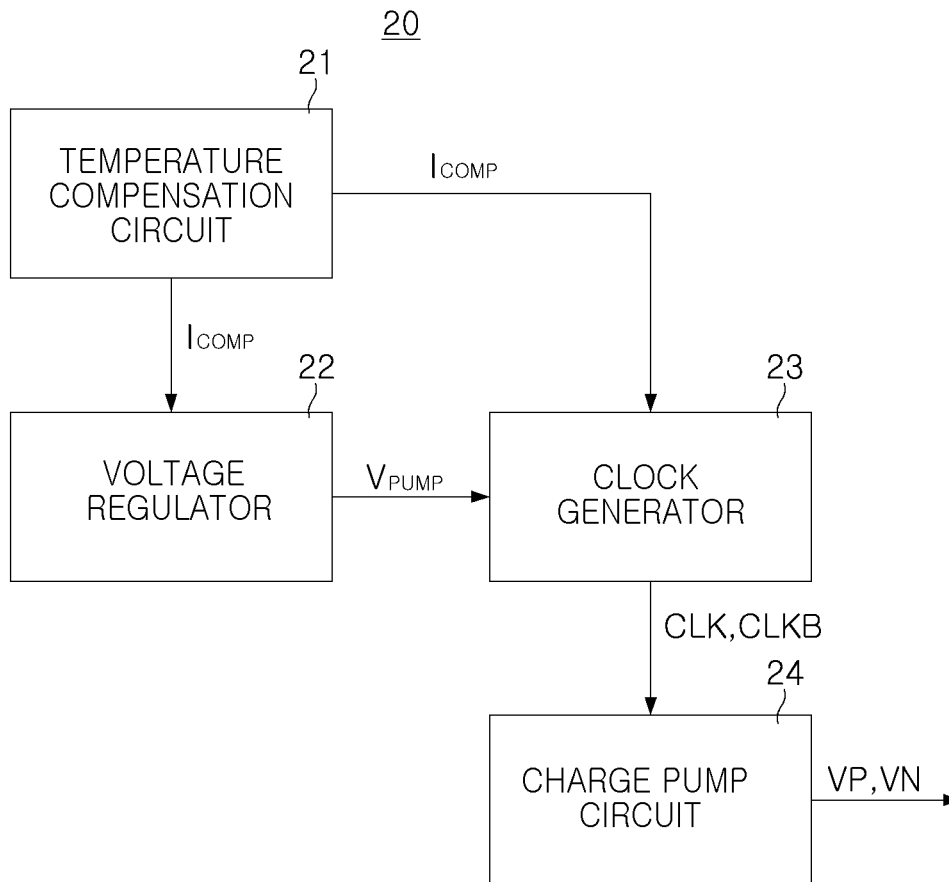 20
21
TEMPERATURE
COMPENSATION
CIRCUIT
ICOMP
ICOMP
22
VOLTAGE
REGULATOR
VPUMP
23
CLOCK
GENERATOR
CLK,CLKB
24
CHARGE PUMP
CIRCUIT
VP,VN